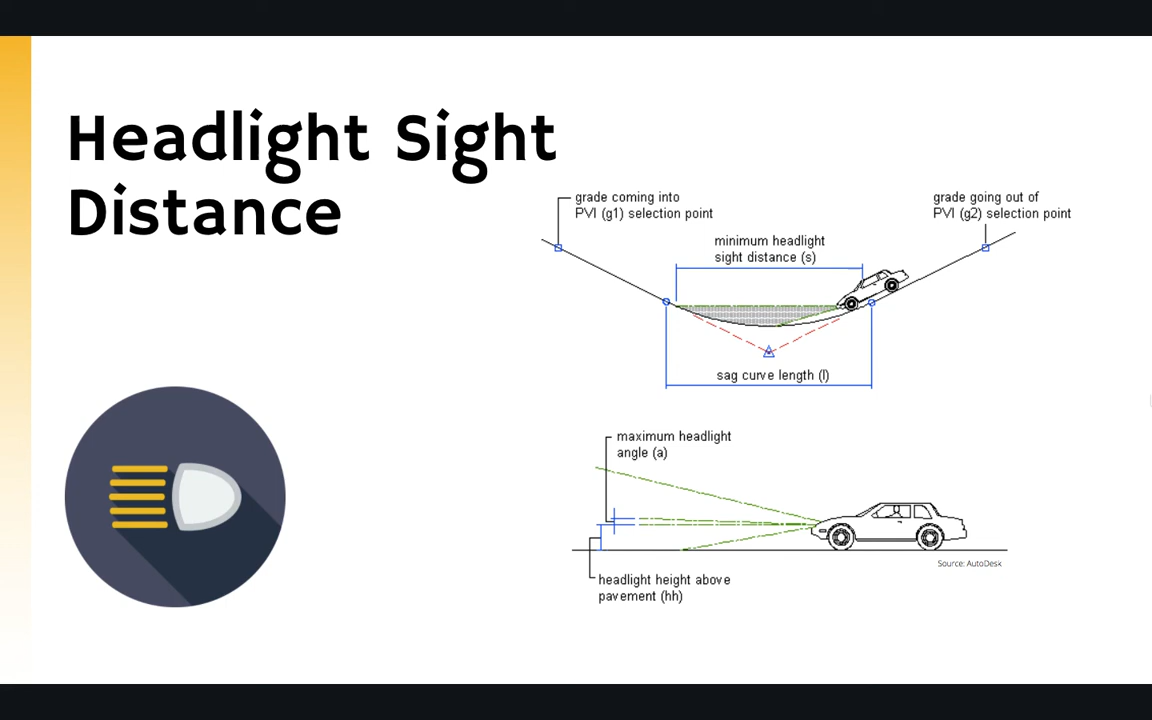 Headlight Sight
Distance
grade coming into
PVI (g1) selection point
grade going out of
PVI (g2) selection point
minimum headlight
sight distance (s)
sag curve length (l)
maximum headlight
angle (a)
Source: AutoDesk
headlight height above
pavement (hh)